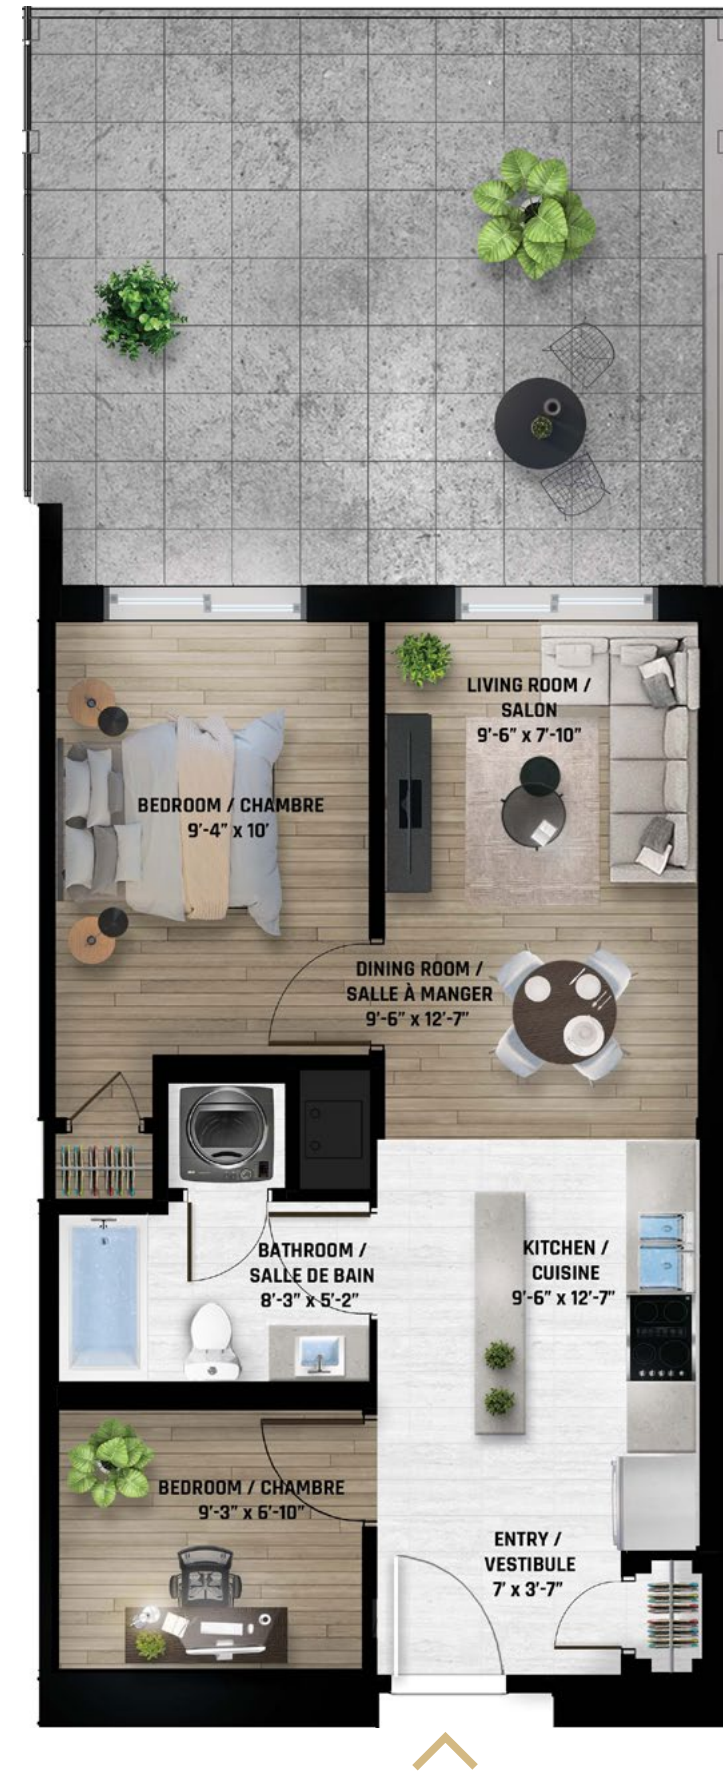 LIVING ROOM /
SALON
9'-6" x 7'-10"
BEDROOM / CHAMBRE
9'-4" x 10'
DINING ROOM /
SALLE À MANGER
9'-6" x 12'-7"
BATHROOM /
SALLE DE BAIN
8'-3" x 5'-2"
KITCHEN /
CUISINE
9'-6" x 12'-7"
BEDROOM / CHAMBRE
9'-3" x 6'-10"
ENTRY /
VESTIBULE
7' x 3'-7"